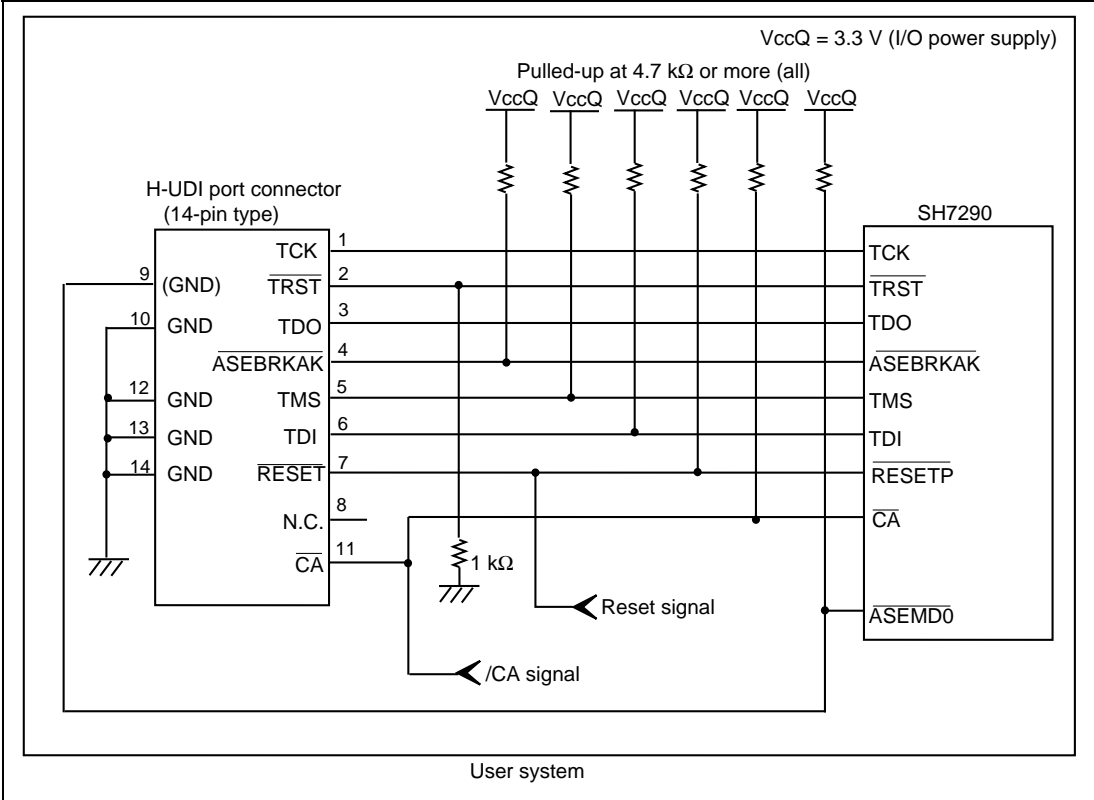 VccQ = 3.3 V (I/O power supply)
Pulled-up at 4.7 kΩ or more (all)
VccQ VccQ VccQ VccQ VccQ VccQ
H-UDI port connector
(14-pin type)
SH7290
TCK 1 TCK
9 (GND) TRST 2 TRST
10 GND TDO 3 TDO
ASEBRKAK 4 ASEBRKAK
12 GND TMS 5 TMS
13 GND TDI 6 TDI
14 GND RESET 7 RESETP
N.C. 8 CA
CA 11 1 kΩ
Reset signal ASEMD0
/CA signal
User system